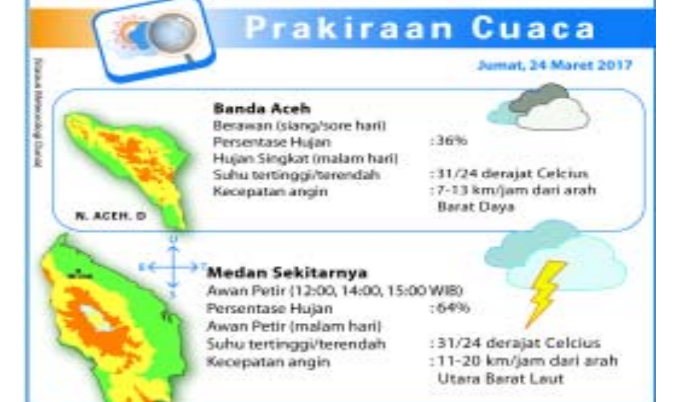 Prakiraan Cuaca
Jumat, 24 Maret 2017
Banda Aceh
Berawan (siang/sore hari)
Persentase Hujan :36%
Hujan Singkat (malam hari)
Suhu tertinggi/terendah :31/24 derajat Celcius
Kecepatan angin :7-13 km/jam dari arah
Barat Daya
N. ACEH. D
U
B T
S
Medan Sekitarnya
Awan Petir (12:00, 14:00, 15:00 WIB)
Persentase Hujan :64%
Awan Petir (malam hari)
Suhu tertinggi/terendah :31/24 derajat Celcius
Kecepatan angin :11-20 km/jam dari arah
Utara Barat Laut